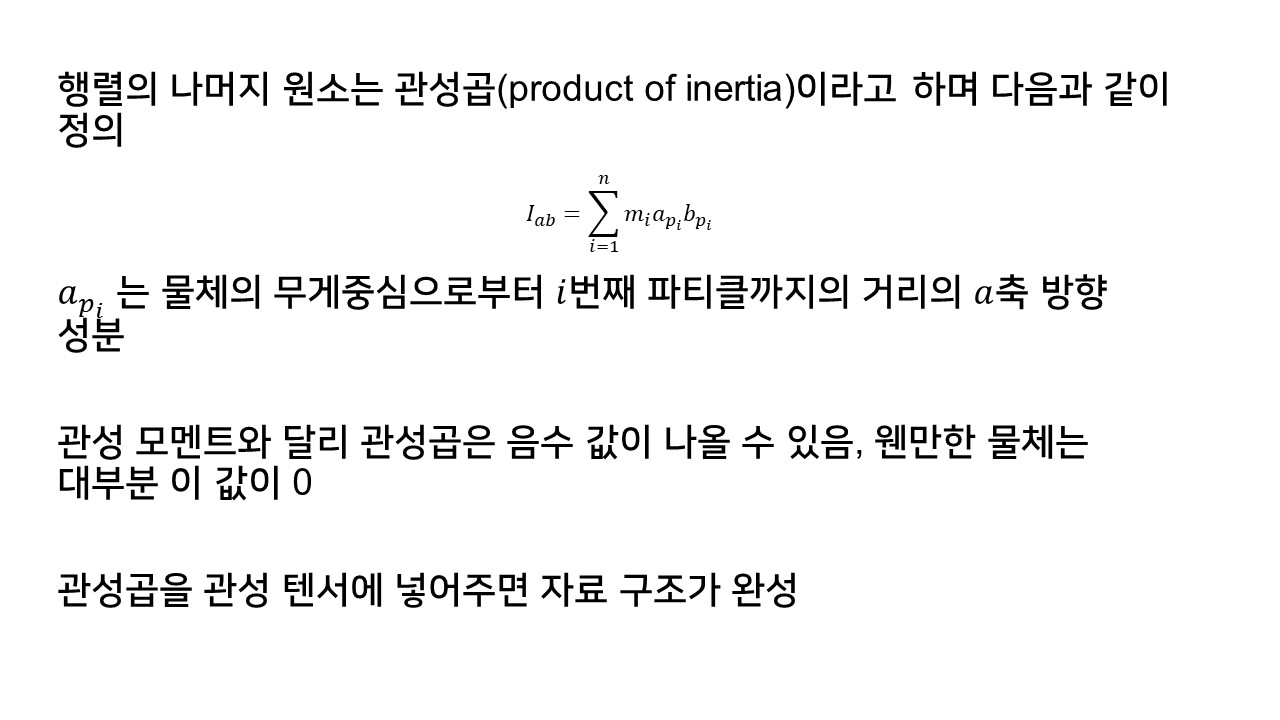 행렬의 나머지 원소는 관성곱(product of inertia)이라고 하며 다음과 같이
정의
$I_{ab} = \sum_{i=1}^{n} m_i a_{p_i} b_{p_i}$
$a_{p_i}$ 는 물체의 무게중심으로부터 $i$번째 파티클까지의 거리의 $a$축 방향
성분
관성 모멘트와 달리 관성곱은 음수 값이 나올 수 있음, 웬만한 물체는
대부분 이 값이 0
관성곱을 관성 텐서에 넣어주면 자료 구조가 완성